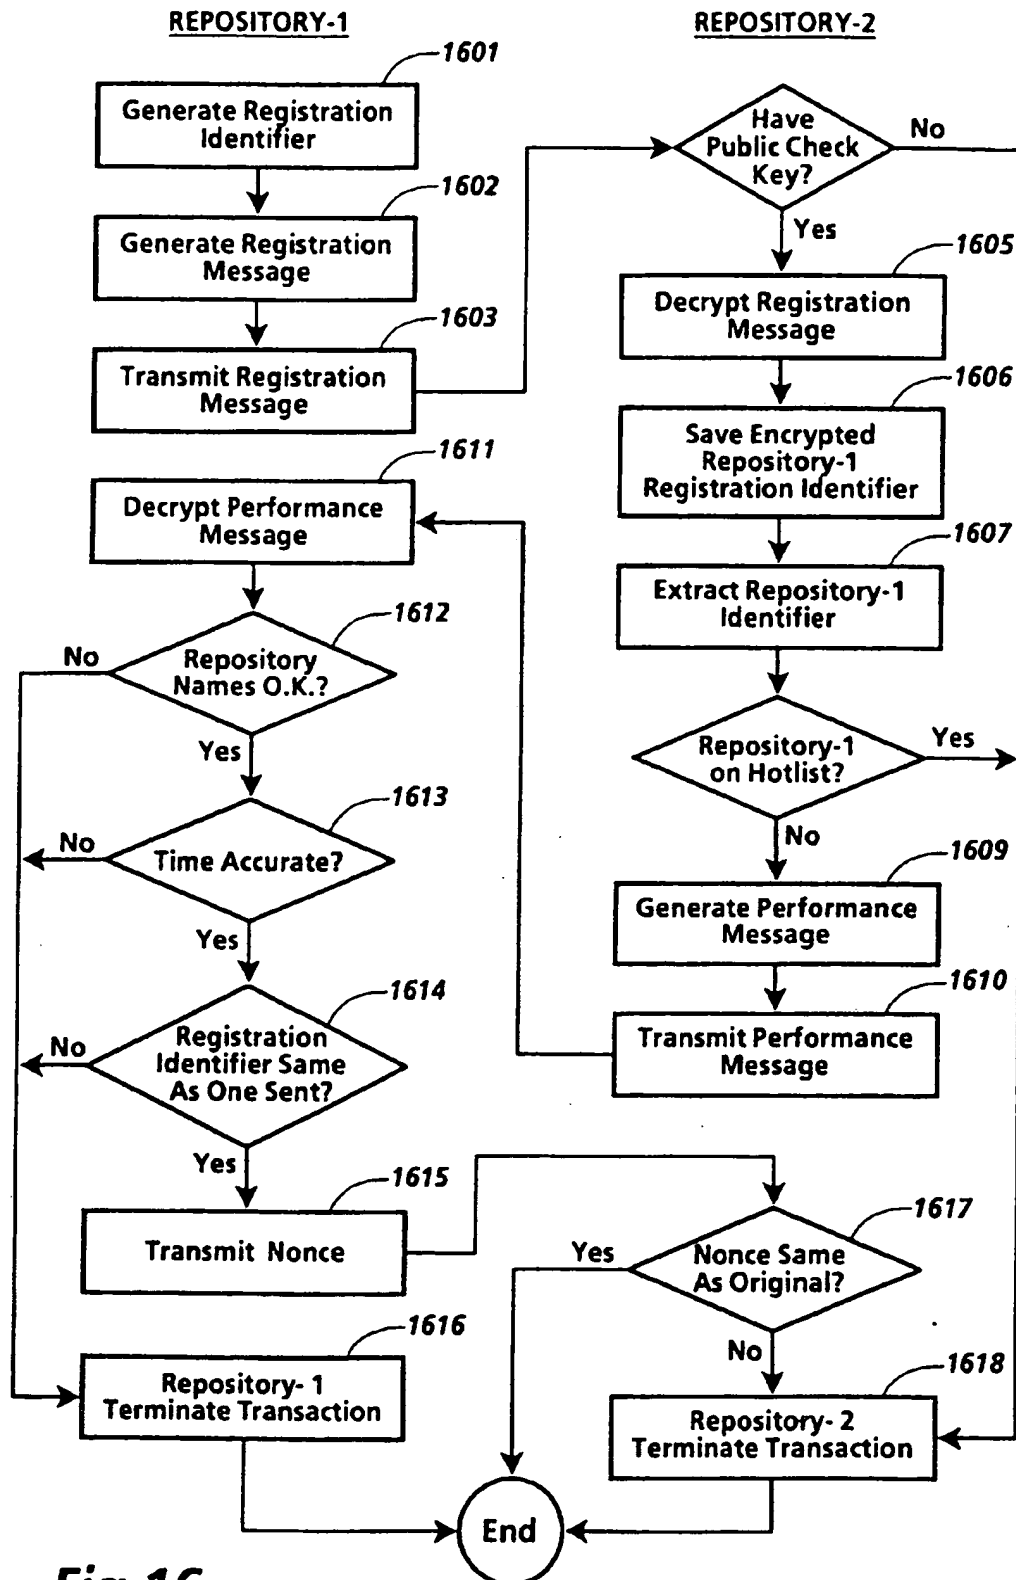 REPOSITORY-1
1601
Generate Registration
Identifier
1602
Generate Registration
Message
1603
Transmit Registration
Message
1611
Decrypt Performance
Message
1612
Repository
Names O.K.?
No
Yes
1613
Time Accurate?
No
Yes
1614
Registration
Identifier Same
As One Sent?
No
Yes
1615
Transmit Nonce
1616
Repository- 1
Terminate Transaction
REPOSITORY-2
Have
Public Check
Key?
No
Yes
1605
Decrypt Registration
Message
1606
Save Encrypted
Repository-1
Registration Identifier
1607
Extract Repository-1
Identifier
Repository-1
on Hotlist?
Yes
No
1609
Generate Performance
Message
1610
Transmit Performance
Message
1617
Nonce Same
As Original?
Yes
No
1618
Repository- 2
Terminate Transaction
End
Fig 16